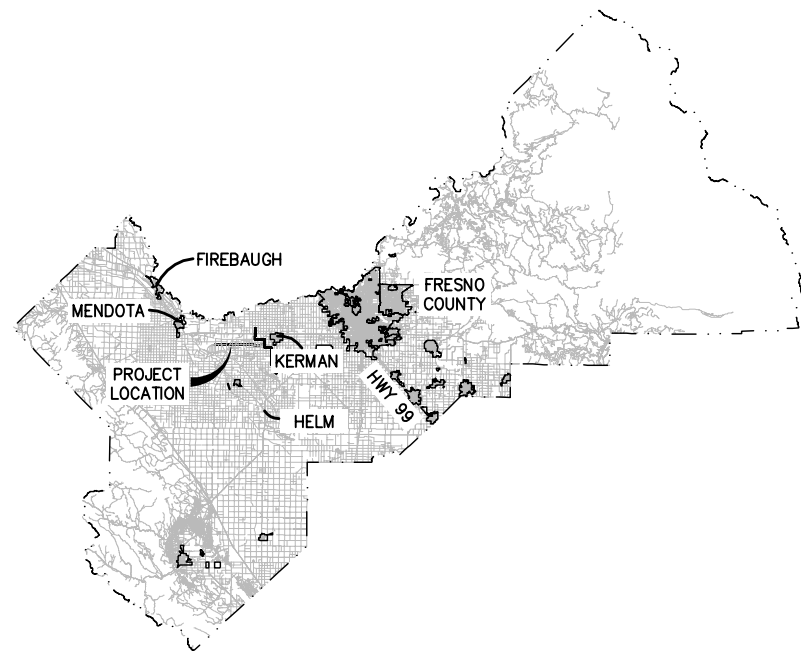 FIREBAUGH
FRESNO
COUNTY
MENDOTA
KERMAN
PROJECT
LOCATION
HWY 99
HELM